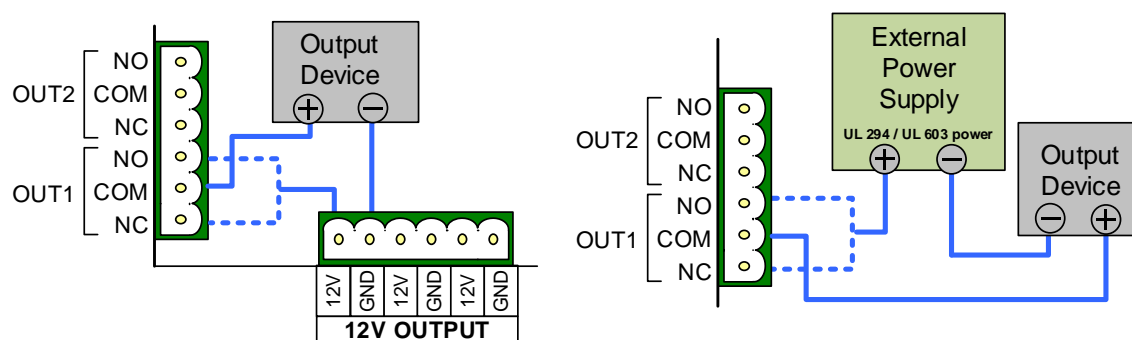 NO
OUT2 COM
NC
NO
OUT1 COM
NC
Output
Device
+ −
12V GND 12V GND 12V GND
12V OUTPUT
External
Power
Supply
UL 294 / UL 603 power
+ −
NO
OUT2 COM
NC
NO
OUT1 COM
NC
Output
Device
− +